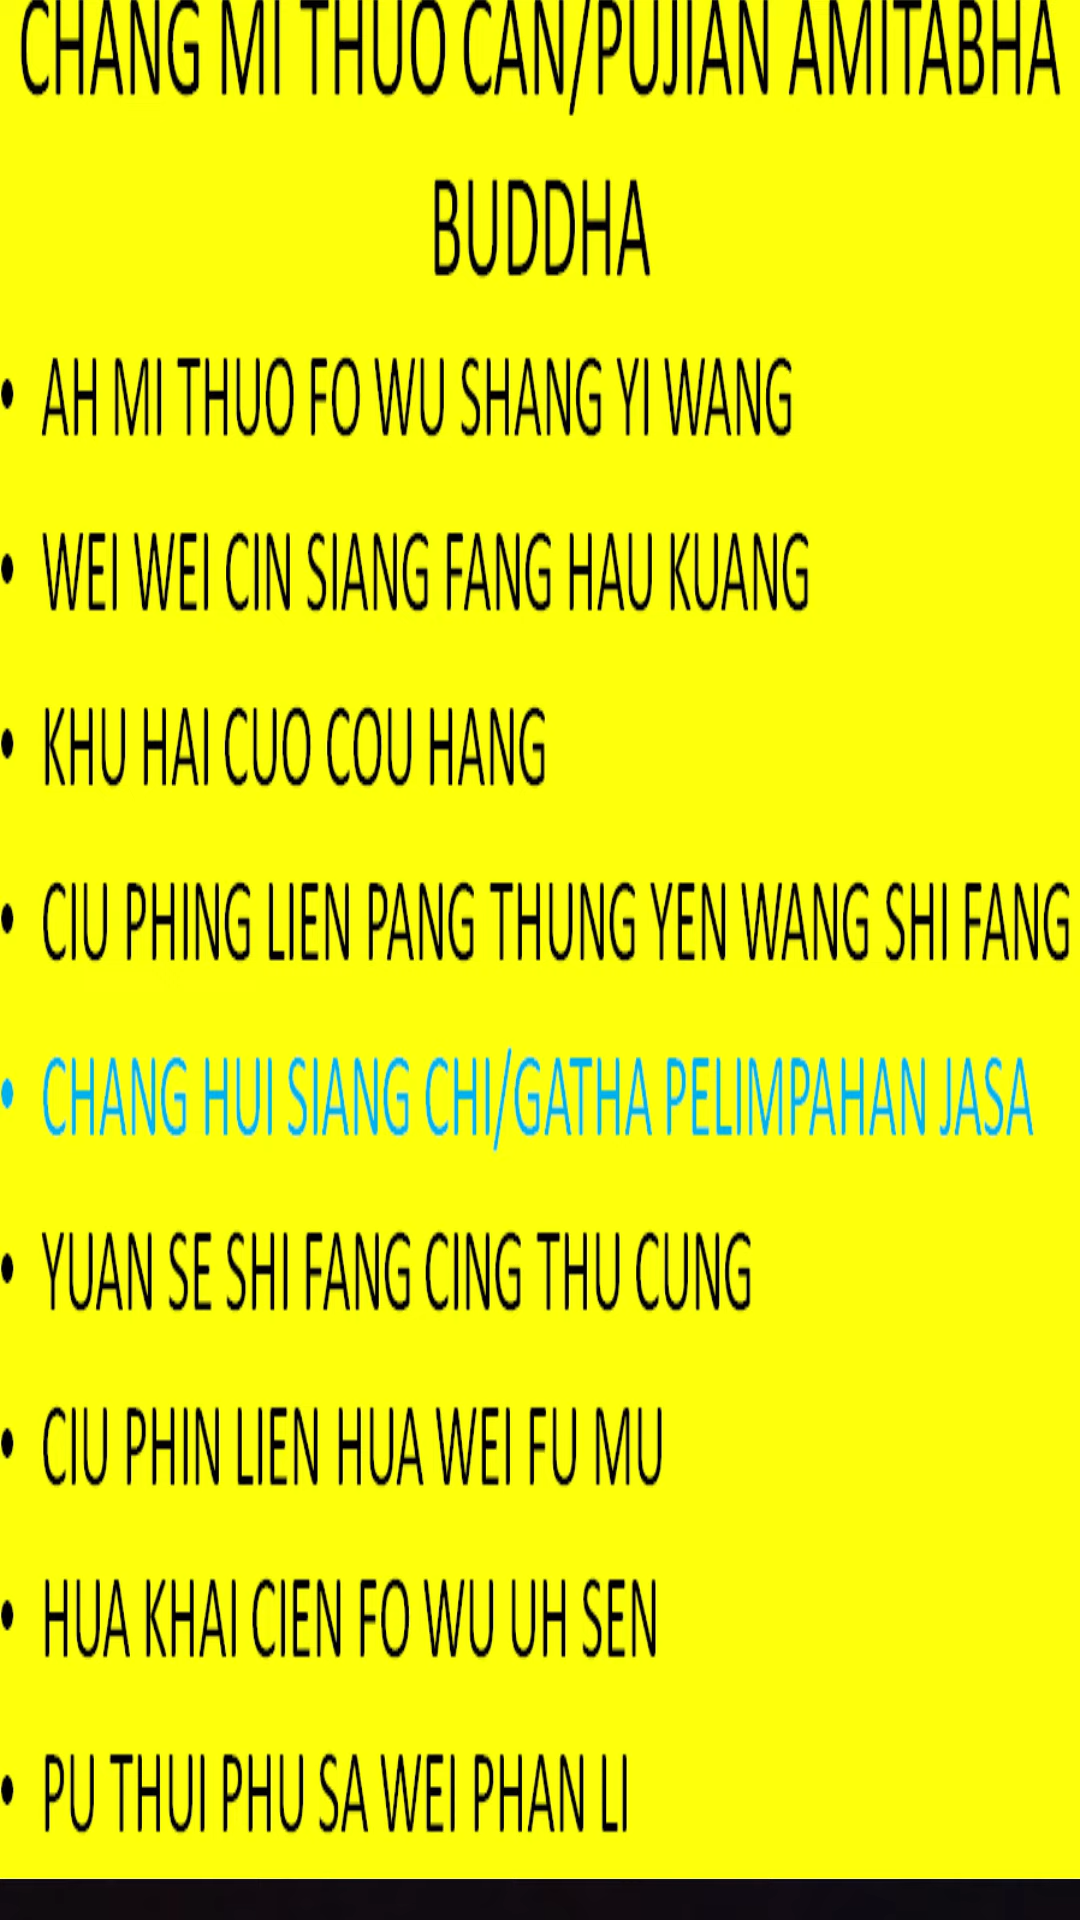 CHANG MI THUO CAN/PUJIAN AMITABHA
BUDDHA
• AH MI THUO FO WU SHANG YI WANG
• WEI WEI CIN SIANG FANG HAU KUANG
• KHU HAI CUO COU HANG
• CIU PHING LIEN PANG THUNG YEN WANG SHI FANG
• CHANG HUI SIANG CHI/GATHA PELIMPAHAN JASA
• YUAN SE SHI FANG CING THU CUNG
• CIU PHIN LIEN HUA WEI FU MU
• HUA KHAI CIEN FO WU UH SEN
• PU THUI PHU SA WEI PHAN LI